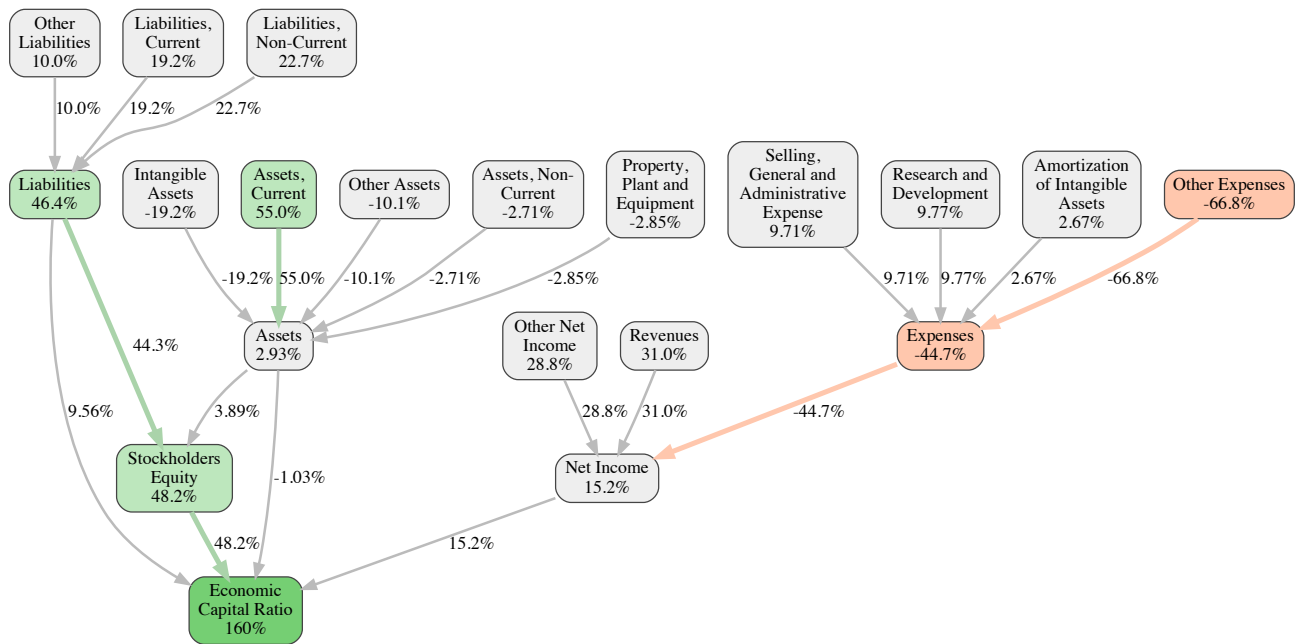 Other
Liabilities
10.0%
Liabilities,
Current
19.2%
Liabilities,
Non-Current
22.7%
10.0%
19.2%
22.7%
Liabilities
46.4%
Intangible
Assets
-19.2%
Assets,
Current
55.0%
Other Assets
-10.1%
Assets, Non-
Current
-2.71%
Property,
Plant and
Equipment
-2.85%
Selling,
General and
Administrative
Expense
9.71%
Research and
Development
9.77%
Amortization
of Intangible
Assets
2.67%
Other Expenses
-66.8%
-19.2%
55.0%
-10.1%
-2.71%
-2.85%
9.71%
9.77%
2.67%
-66.8%
Assets
2.93%
Other Net
Income
28.8%
Revenues
31.0%
Expenses
-44.7%
44.3%
9.56%
3.89%
28.8%
31.0%
-44.7%
Stockholders
Equity
48.2%
-1.03%
Net Income
15.2%
48.2%
15.2%
Economic
Capital Ratio
160%